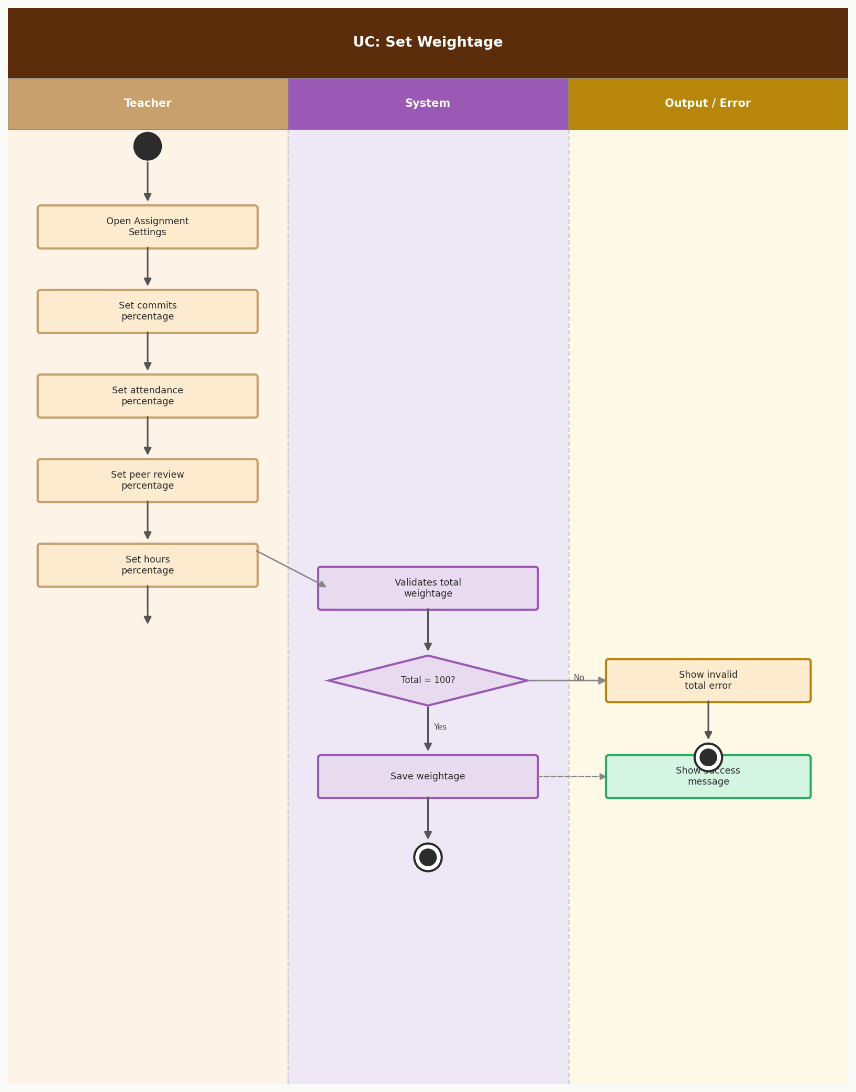 UC: Set Weightage
Teacher
System
Output / Error
Open Assignment
Settings
Set commits
percentage
Set attendance
percentage
Set peer review
percentage
Set hours
percentage
Validates total
weightage
Total = 100?
No
Show invalid
total error
Yes
Save weightage
Show success
message